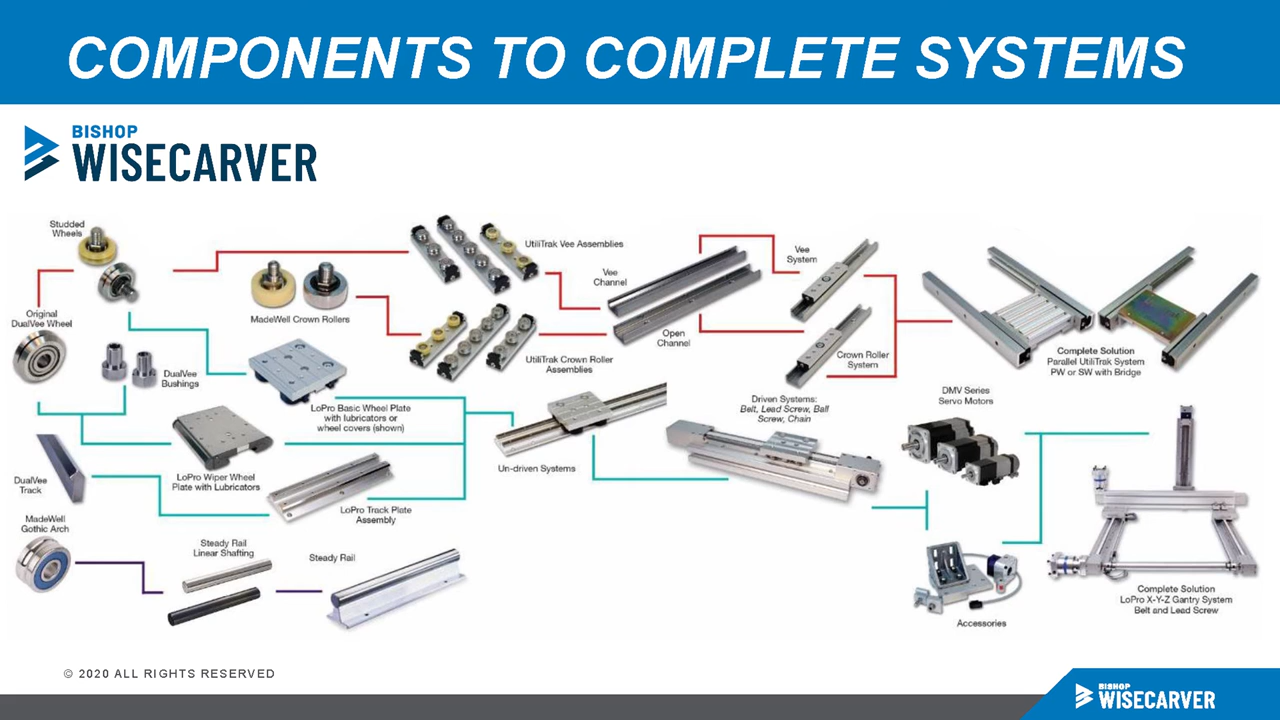 COMPONENTS TO COMPLETE SYSTEMS
BISHOP
WISECARVER
Studded
Wheels
Original
DualVee Wheel
MadeWell Crown Rollers
UtiliTrak Vee Assemblies
Vee
Channel
Open
Channel
UtiliTrak Crown Roller
Assemblies
Vee
System
Crown Roller
System
Complete Solution
Parallel UtiliTrak System
PW or SW with Bridge
DualVee
Bushings
LoPro Basic Wheel Plate
with lubricators or
wheel covers (shown)
LoPro Wiper Wheel
Plate with Lubricators
DualVee
Track
LoPro Track Plate
Assembly
Un-driven Systems
Driven Systems:
Belt, Lead Screw, Ball
Screw, Chain
DMV Series
Servo Motors
MadeWell
Gothic Arch
Steady Rail
Linear Shafting
Steady Rail
Accessories
Complete Solution
LoPro X-Y-Z Gantry System
Belt and Lead Screw
© 2020 ALL RIGHTS RESERVED
BISHOP
WISECARVER